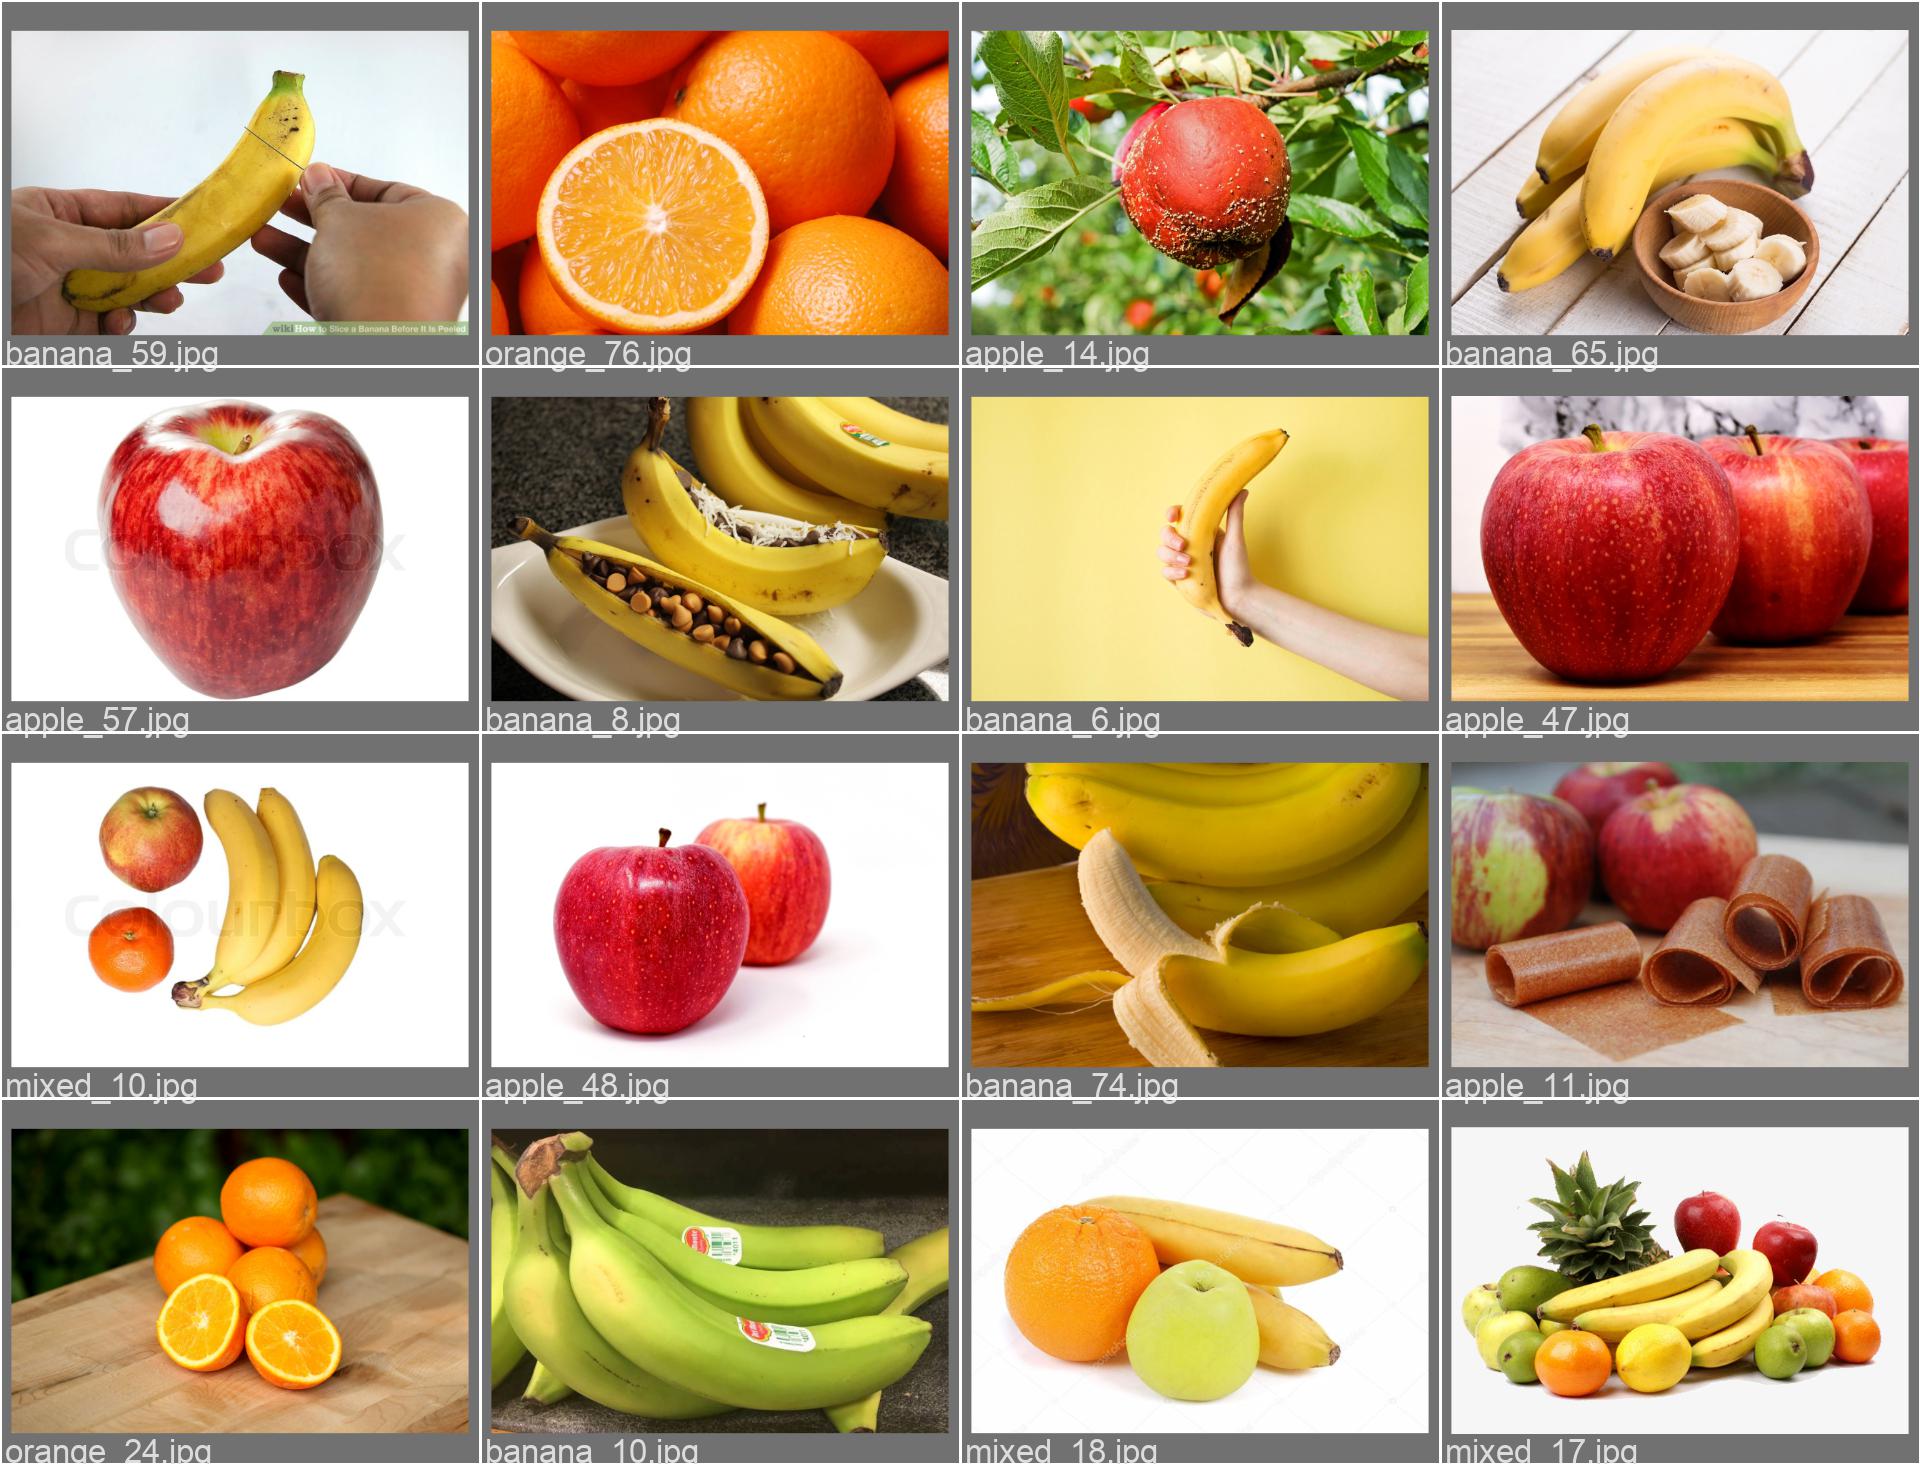 wikiHow to Slice a Banana Before It Is Peeled
banana_59.jpg
orange_76.jpg
apple_14.jpg
banana_65.jpg
Colourbox
apple_57.jpg
banana_8.jpg
banana_6.jpg
apple_47.jpg
Colourbox
mixed_10.jpg
apple_48.jpg
banana_74.jpg
apple_11.jpg
orange_24.jpg
banana_10.jpg
mixed_18.jpg
mixed_17.jpg